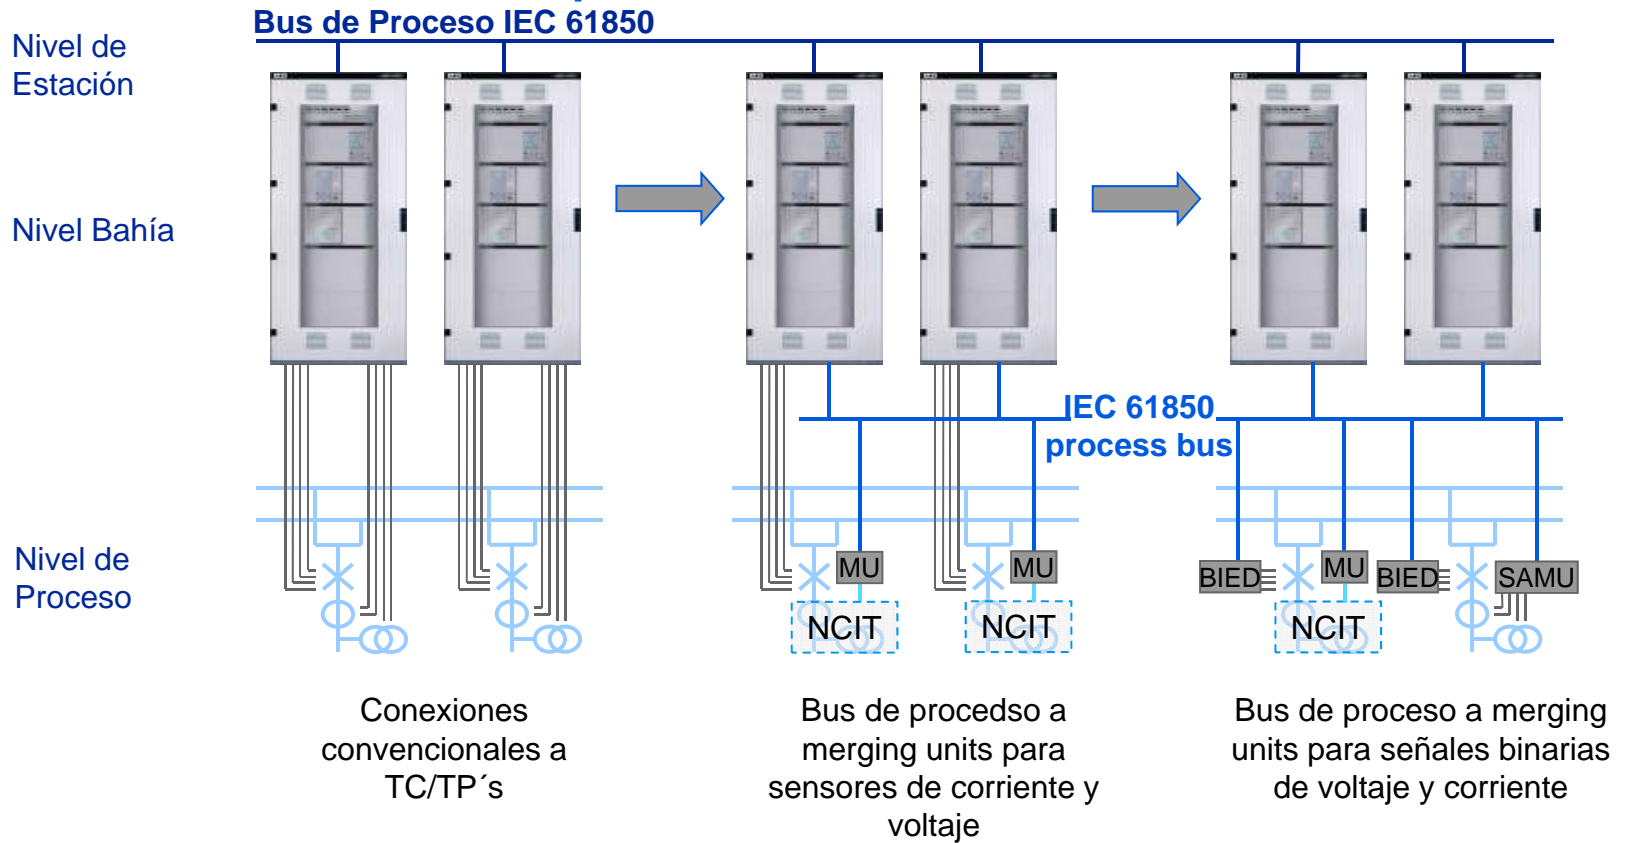 Bus de Proceso IEC 61850
Nivel de
Estación
Nivel Bahía
IEC 61850
process bus
Nivel de
Proceso
MU
MU
BIED
MU
BIED
SAMU
NCIT
NCIT
NCIT
Conexiones
convencionales a
TC/TP´s
Bus de procedso a
merging units para
sensores de corriente y
voltaje
Bus de proceso a merging
units para señales binarias
de voltaje y corriente